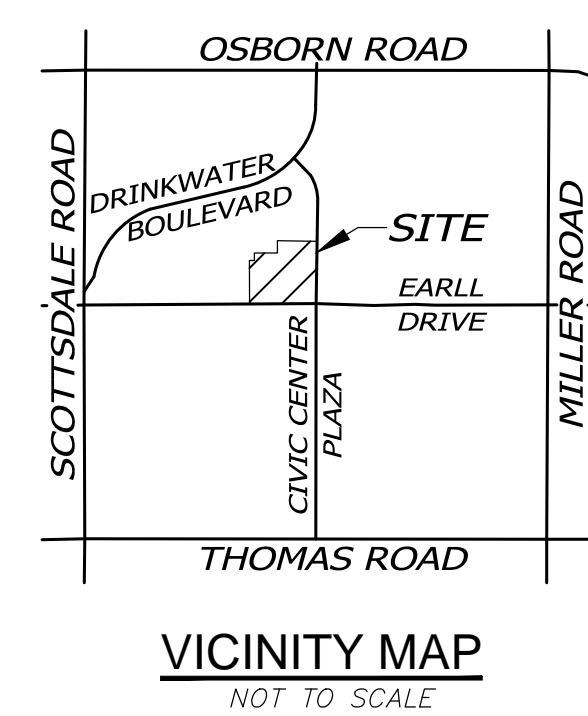 OSBORN ROAD
SCOTTSDALE ROAD
DRINKWATER
BOULEVARD
SITE
MILLER ROAD
EARLL
DRIVE
CIVIC CENTER
PLAZA
THOMAS ROAD
VICINITY MAP
NOT TO SCALE